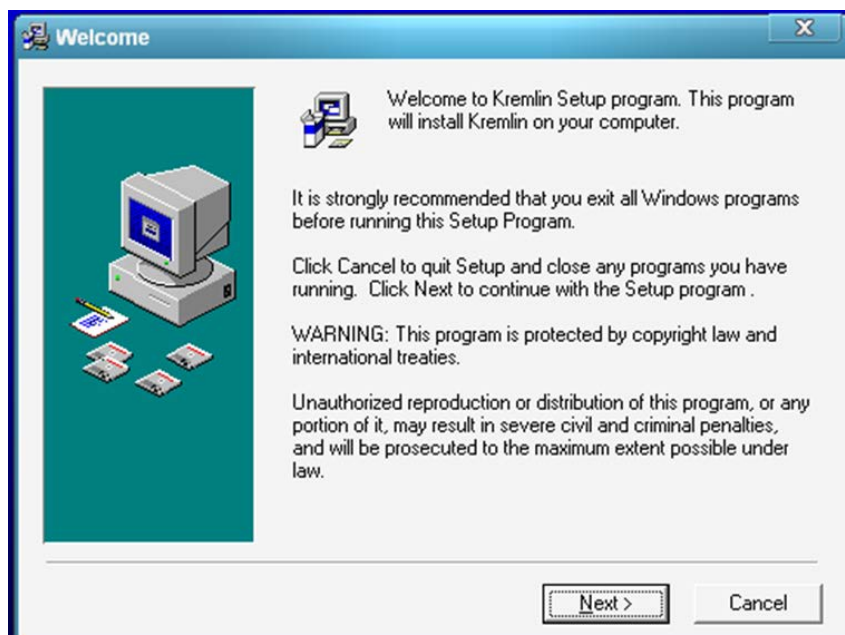 Welcome
Welcome to Kremlin Setup program. This program
will install Kremlin on your computer.
It is strongly recommended that you exit all Windows programs
before running this Setup Program.
Click Cancel to quit Setup and close any programs you have
running.  Click Next to continue with the Setup program .
WARNING: This program is protected by copyright law and
international treaties.
Unauthorized reproduction or distribution of this program, or any
portion of it, may result in severe civil and criminal penalties,
and will be prosecuted to the maximum extent possible under
law.
Next >
Cancel